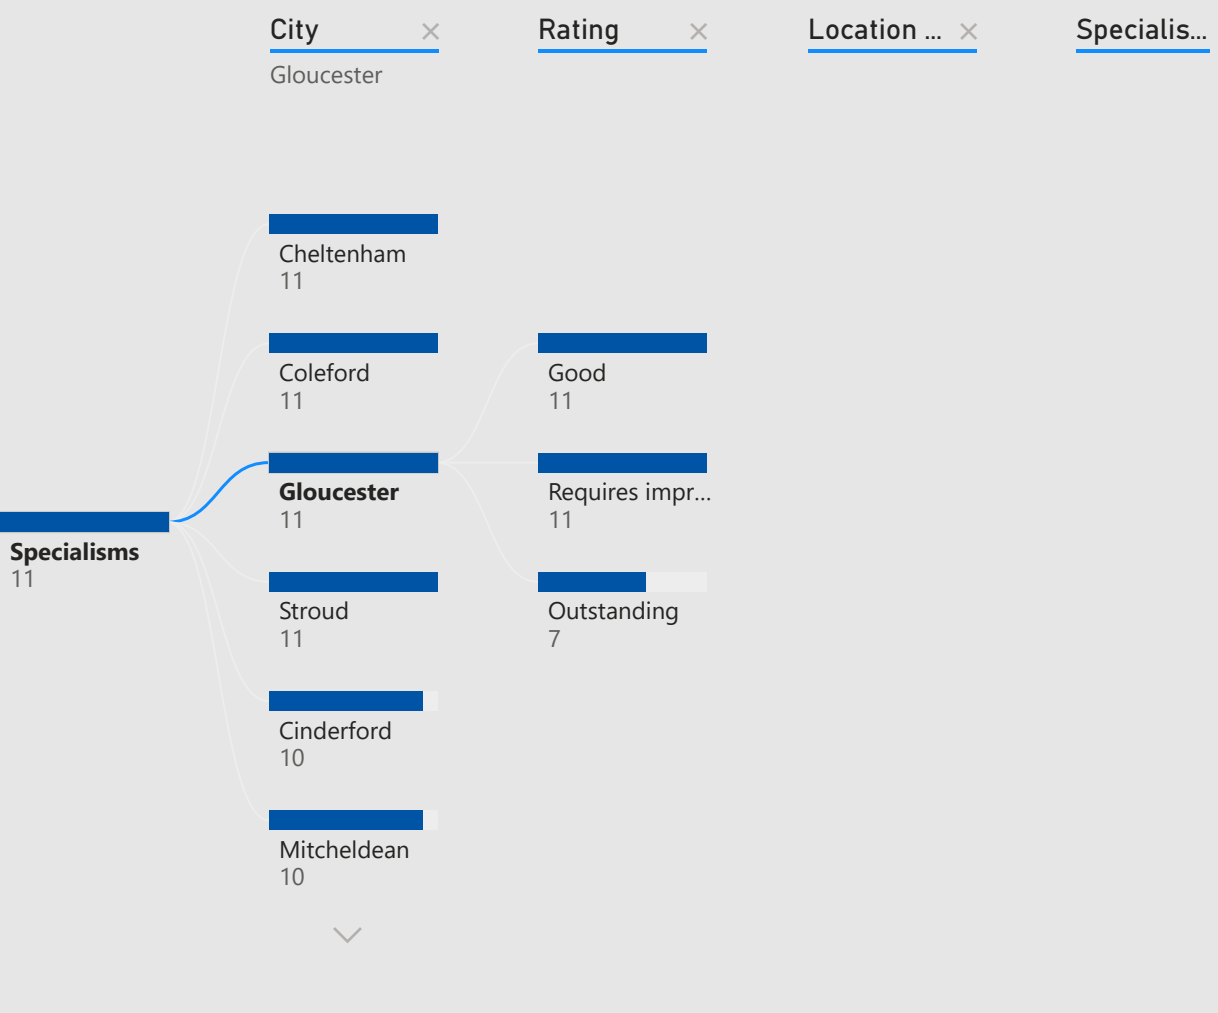 City
Rating
Location ...
Specialis...
Gloucester
Cheltenham
11
Coleford
11
Good
11
Gloucester
11
Requires impr...
11
Specialisms
11
Stroud
11
Outstanding
7
Cinderford
10
Mitcheldean
10